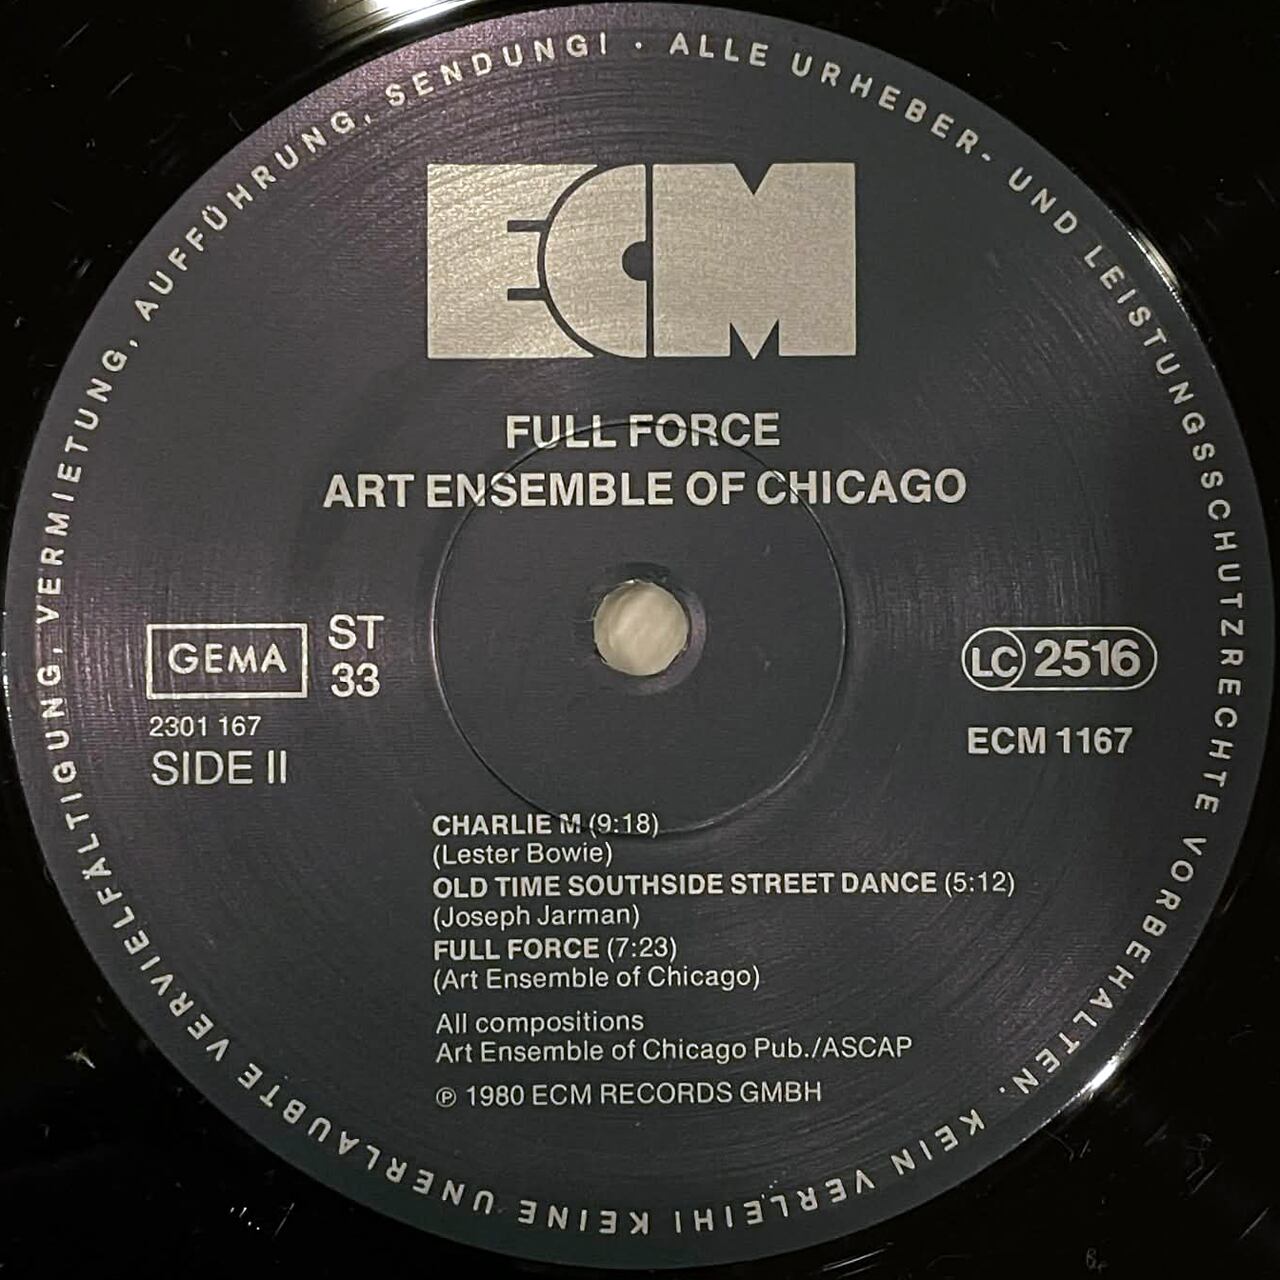 ALLE URHEBER- UND LEISTUNGSSCHUTZRECHTE VORBEHALTEN. KEIN VERLEIH! KEINE UNERLAUBTE VERVIELFÄLTIGUNG, VERMIETUNG, AUFFÜHRUNG, SENDUNG! ·
ECM
FULL FORCE
ART ENSEMBLE OF CHICAGO
GEMA
ST
33
2301 167
SIDE II
LC 2516
ECM 1167
CHARLIE M (9:18)
(Lester Bowie)
OLD TIME SOUTHSIDE STREET DANCE (5:12)
(Joseph Jarman)
FULL FORCE (7:23)
(Art Ensemble of Chicago)
All compositions
Art Ensemble of Chicago Pub./ASCAP
℗ 1980 ECM RECORDS GMBH